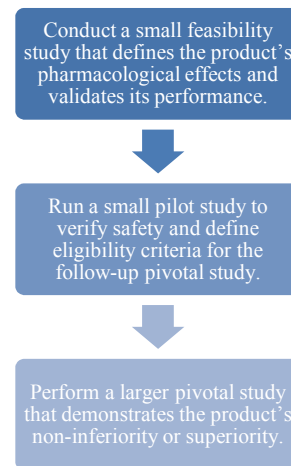 Conduct a small feasibility
study that defines the product's
pharmacological effects and
validates its performance.
Run a small pilot study to
verify safety and define
eligibility criteria for the
follow-up pivotal study.
Perform a larger pivotal study
that demonstrates the product's
non-inferiority or superiority.